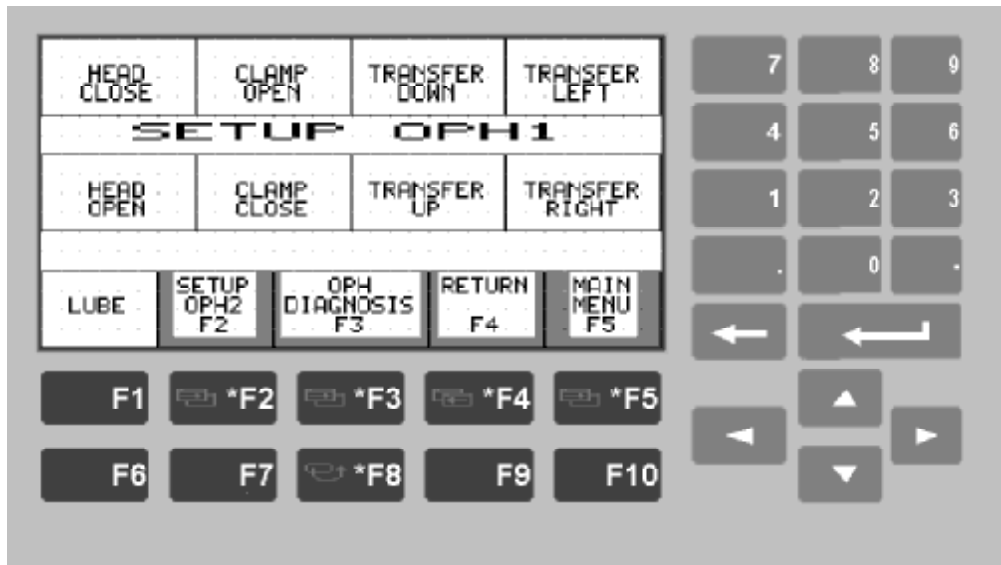 HEAD CLOSE
CLAMP OPEN
TRANSFER DOWN
TRANSFER LEFT
SETUP OPH1
HEAD OPEN
CLAMP CLOSE
TRANSFER UP
TRANSFER RIGHT
LUBE
SETUP OPH2 F2
OPH DIAGNOSIS F3
RETURN F4
MAIN MENU F5
7 8 9
4 5 6
1 2 3
. 0 -
F1 *F2 *F3 *F4 *F5
F6 F7 *F8 F9 F10